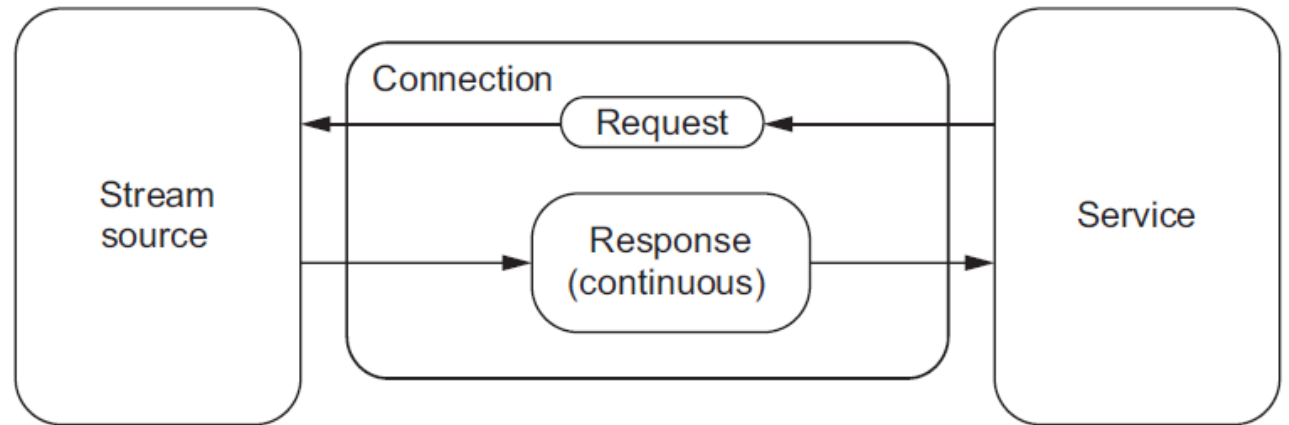 Connection
Request
Stream
source
Response
(continuous)
Service